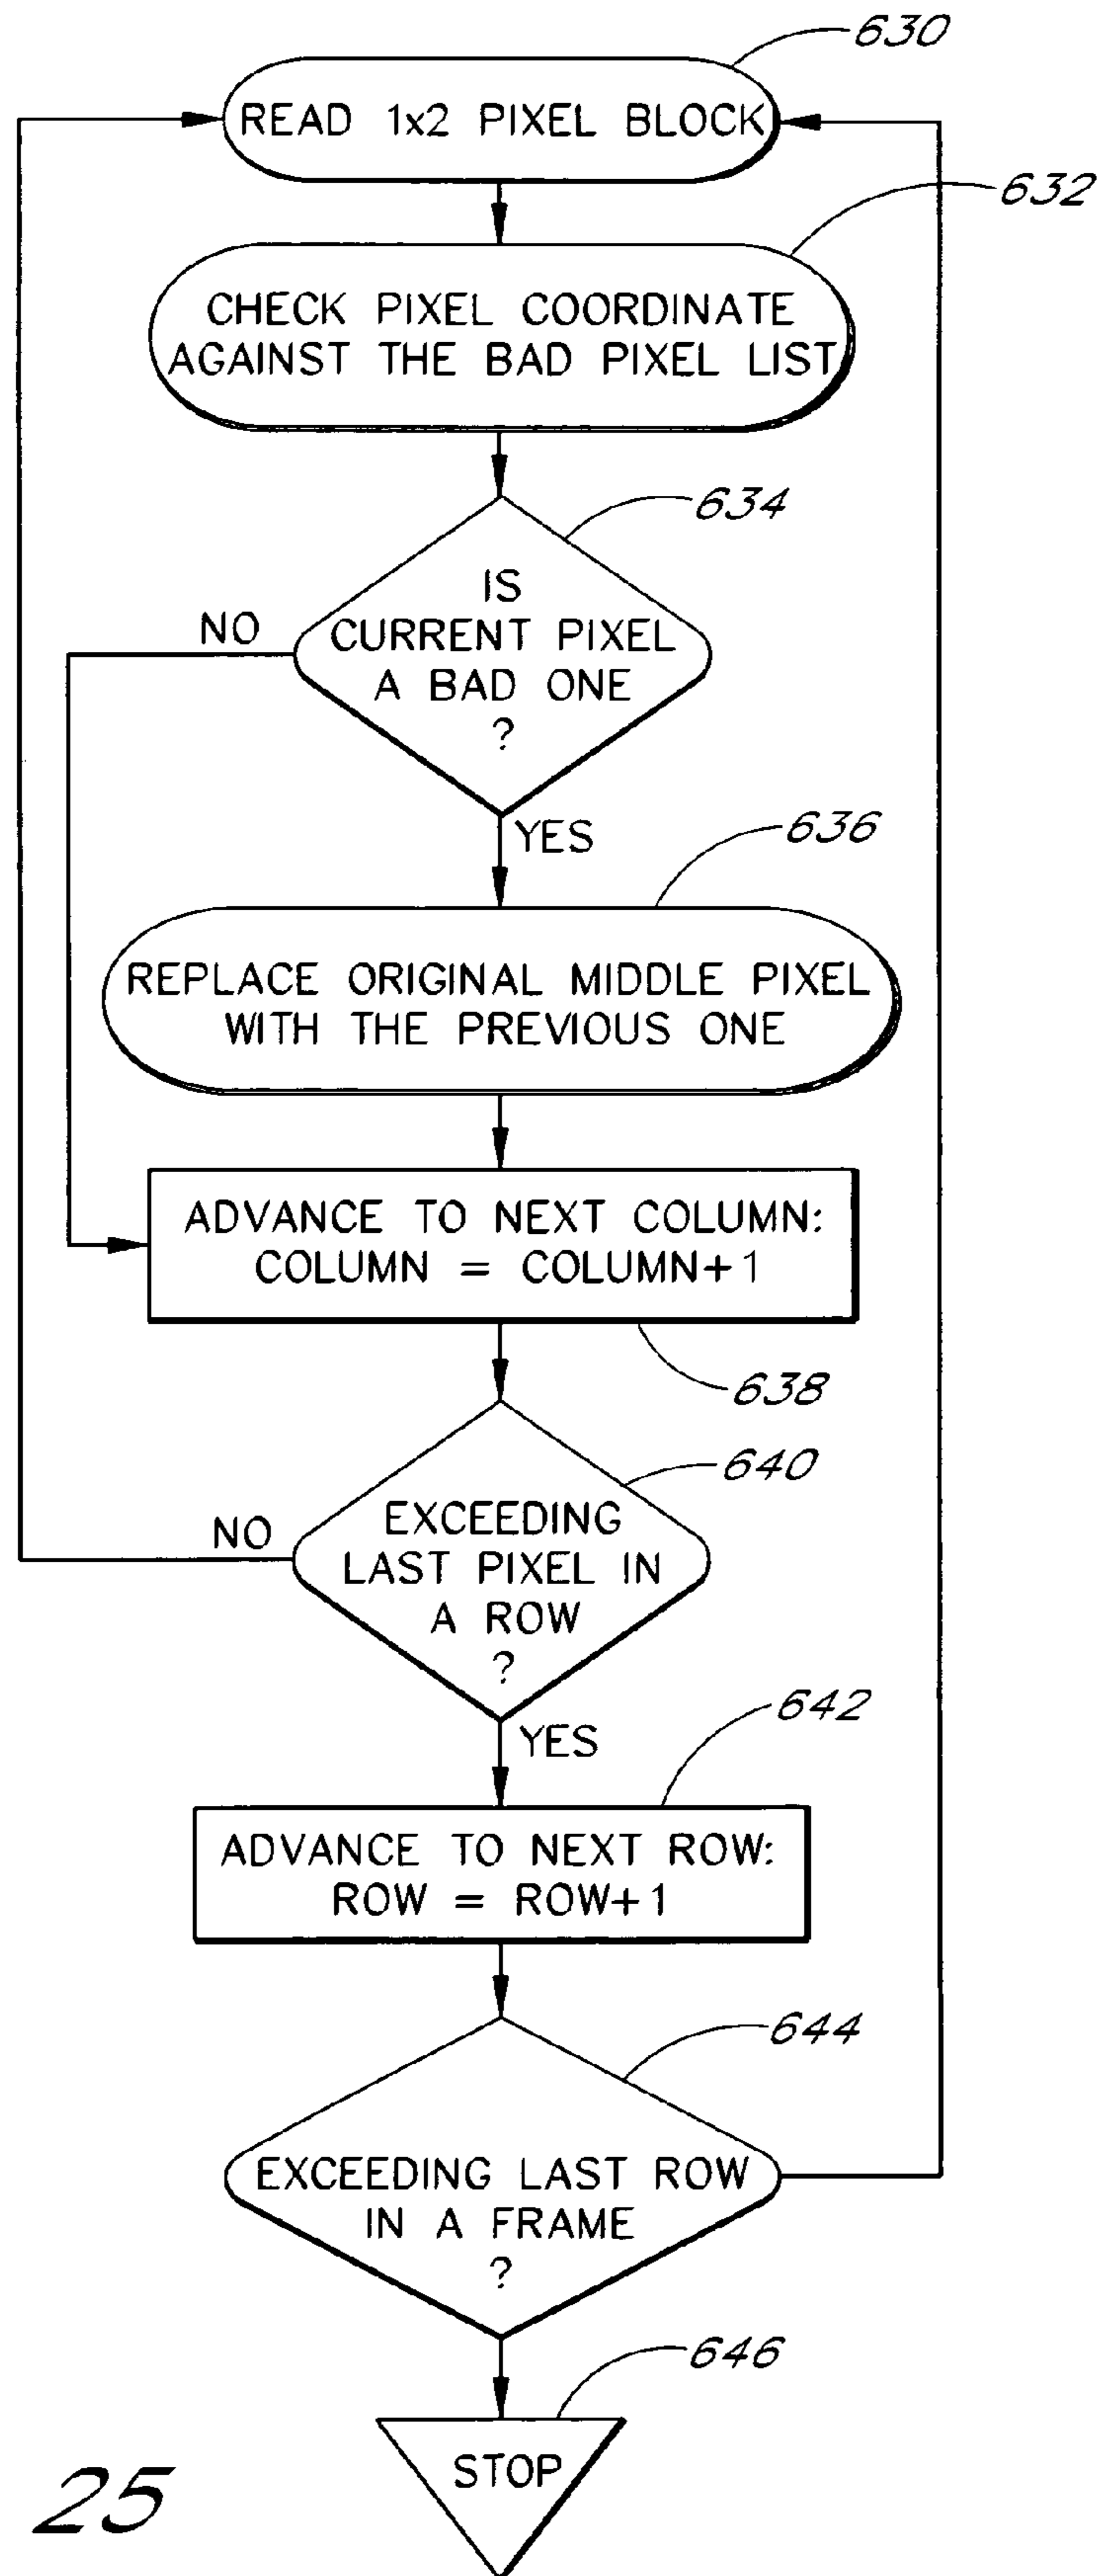 630
READ 1x2 PIXEL BLOCK
632
CHECK PIXEL COORDINATE
AGAINST THE BAD PIXEL LIST
634
IS
CURRENT PIXEL
A BAD ONE
?
NO
YES
636
REPLACE ORIGINAL MIDDLE PIXEL
WITH THE PREVIOUS ONE
ADVANCE TO NEXT COLUMN:
COLUMN = COLUMN+1
638
640
EXCEEDING
LAST PIXEL IN
A ROW
?
NO
YES
642
ADVANCE TO NEXT ROW:
ROW = ROW+1
644
EXCEEDING LAST ROW
IN A FRAME
?
646
STOP
25